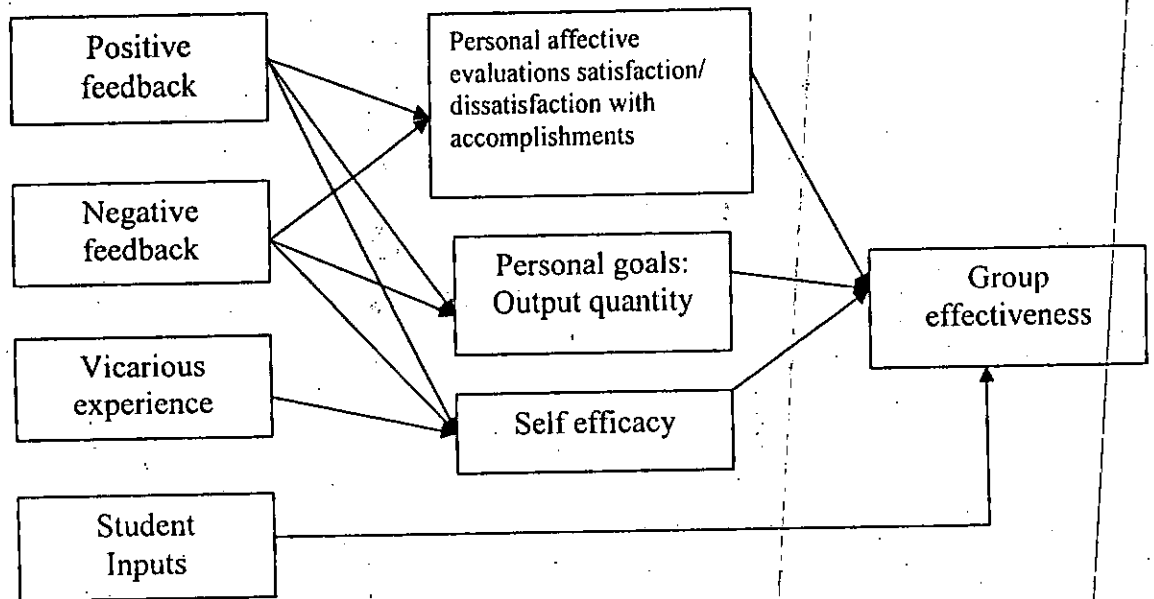 Positive
feedback
Personal affective
evaluations satisfaction/
dissatisfaction with
accomplishments
Negative
feedback
Personal goals:
Output quantity
Group
effectiveness
Vicarious
experience
Self efficacy
Student
Inputs